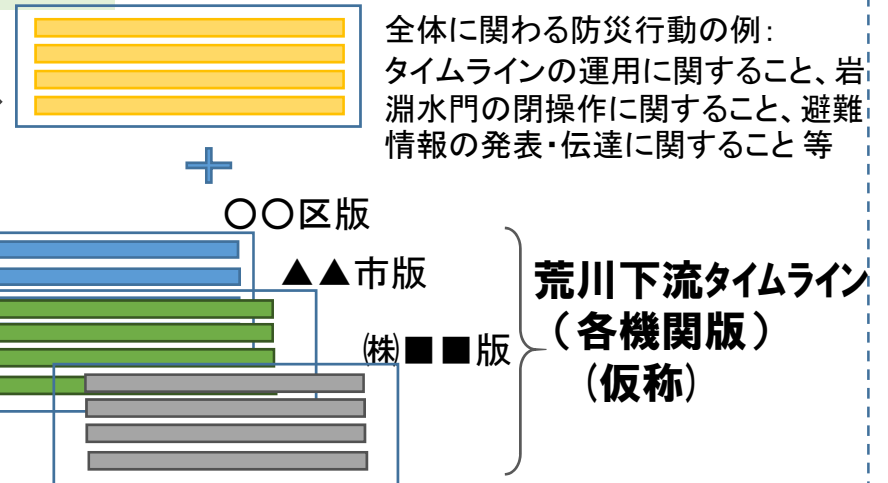 全体に関わる防災行動の例：
タイムラインの運用に関すること、岩
淵水門の閉操作に関すること、避難
情報の発表・伝達に関すること 等
〇〇区版
▲▲市版
㈱■■版
荒川下流タイムライン
（各機関版）
（仮称）